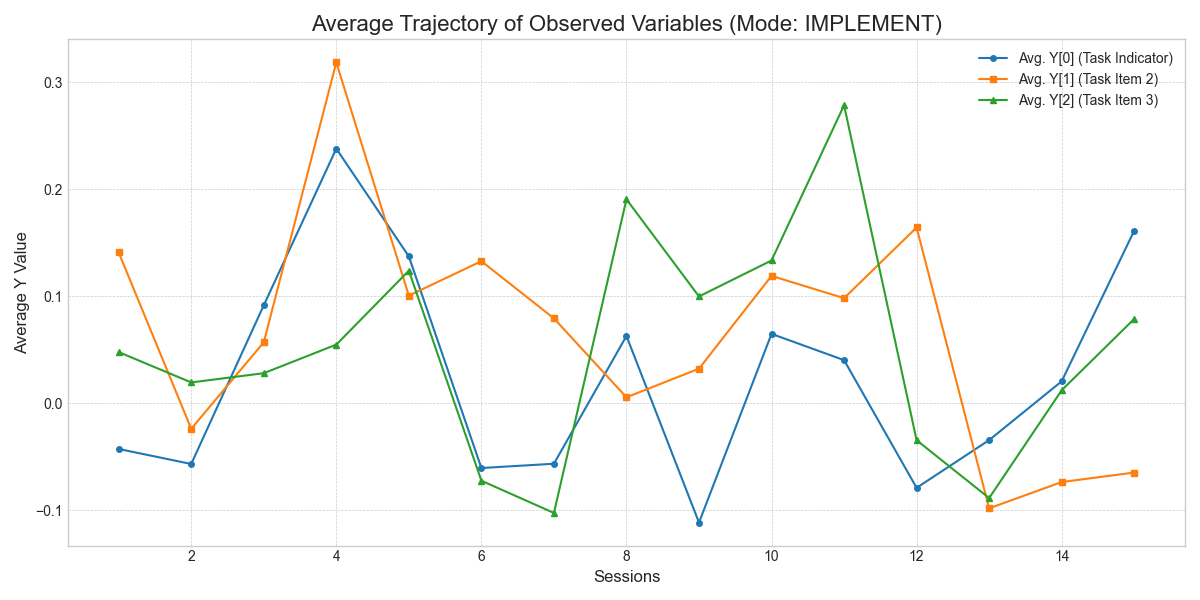 Average Trajectory of Observed Variables (Mode: IMPLEMENT)
Avg. Y[0] (Task Indicator)
Avg. Y[1] (Task Item 2)
Avg. Y[2] (Task Item 3)
Average Y Value
0.3
0.2
0.1
0.0
−0.1
2 4 6 8 10 12 14
Sessions